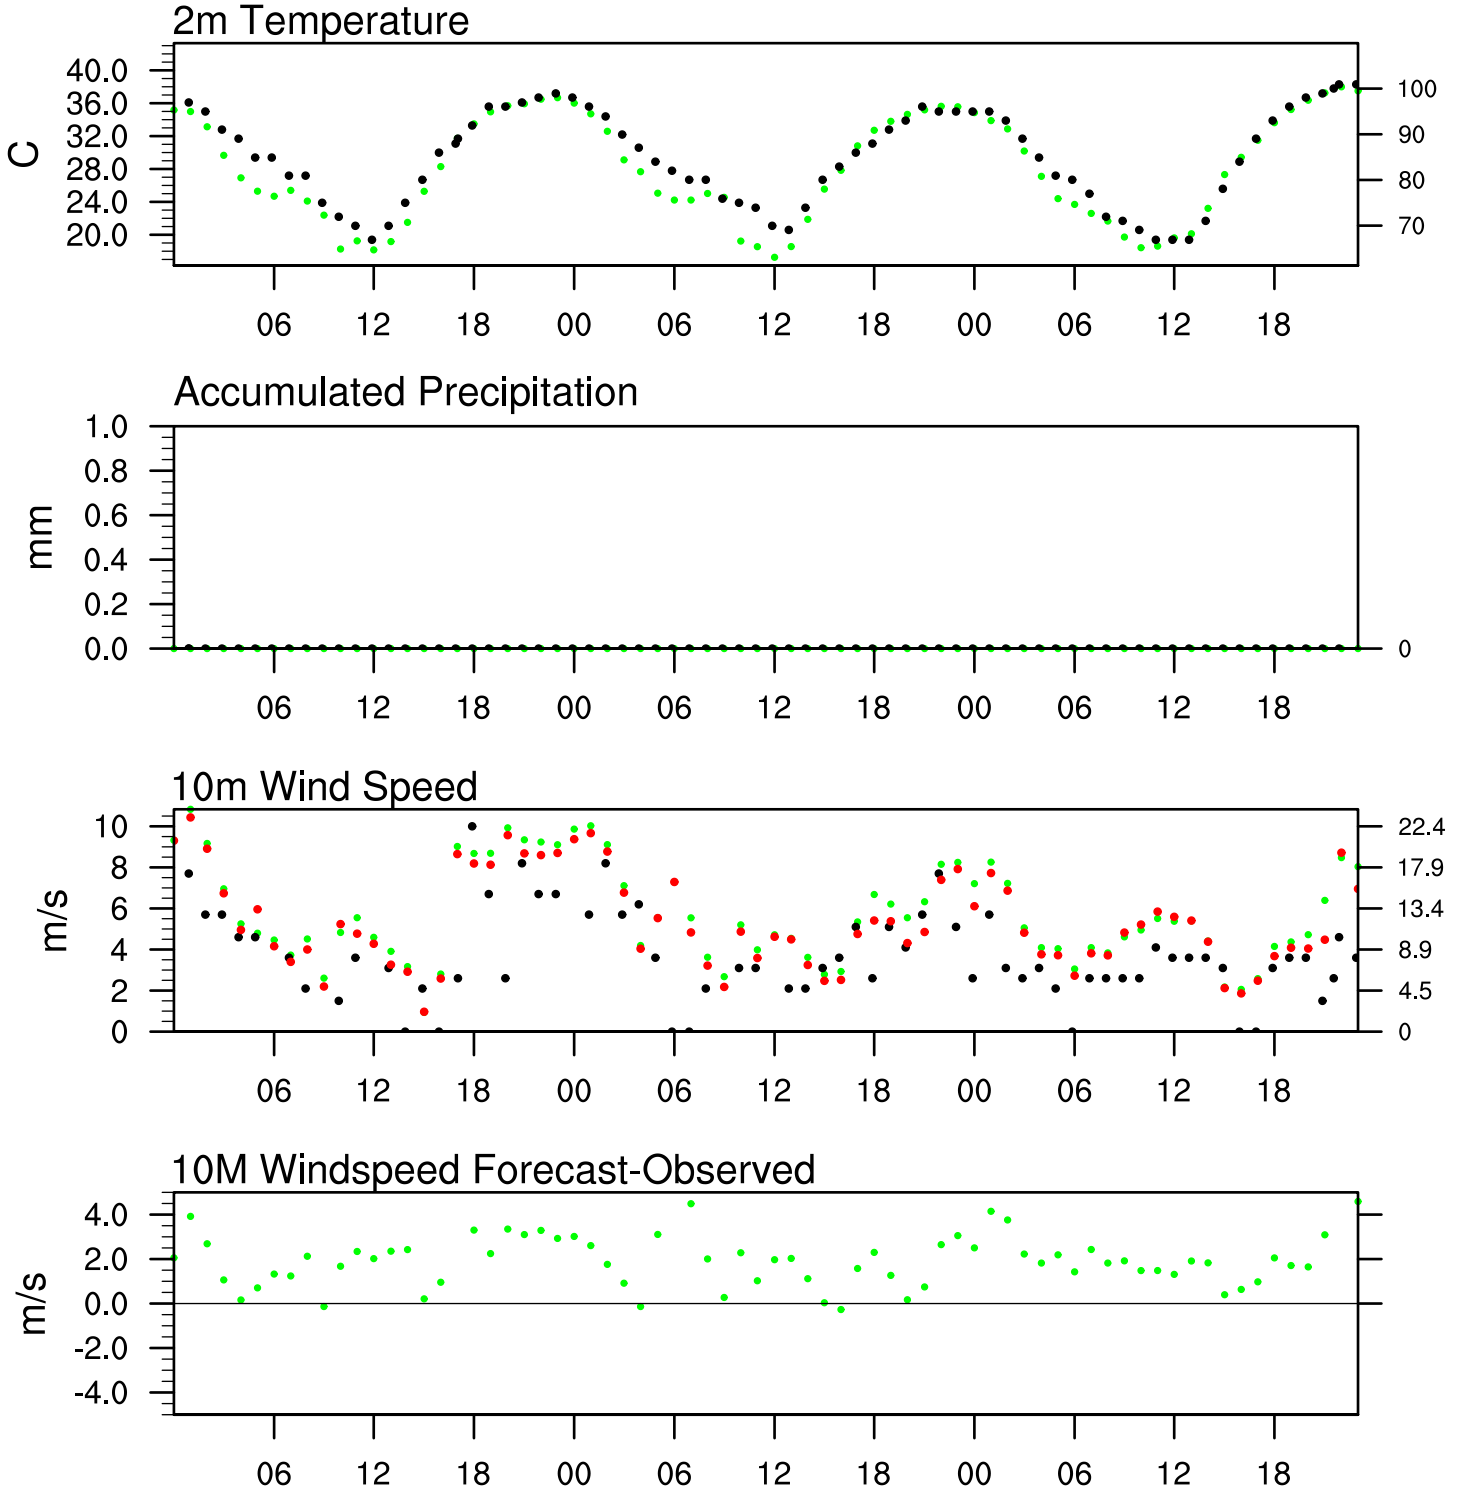 2m Temperature
40.0
36.0
32.0
28.0
24.0
20.0
C
100
90
80
70
06 12 18 00 06 12 18 00 06 12 18
Accumulated Precipitation
1.0
0.8
0.6
0.4
0.2
0.0
mm
0
06 12 18 00 06 12 18 00 06 12 18
10m Wind Speed
10
8
6
4
2
0
m/s
22.4
17.9
13.4
8.9
4.5
0
06 12 18 00 06 12 18 00 06 12 18
10M Windspeed Forecast-Observed
4.0
2.0
0.0
-2.0
-4.0
m/s
06 12 18 00 06 12 18 00 06 12 18